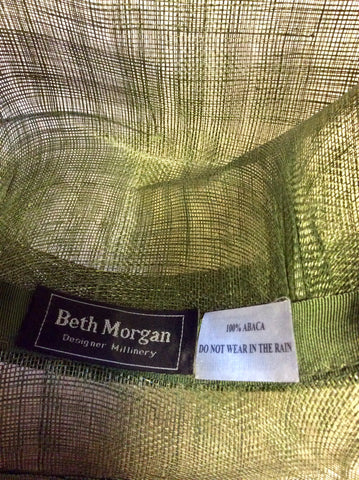 Beth Morgan
Designer Millinery
100% ABACA
DO NOT WEAR IN THE RAIN